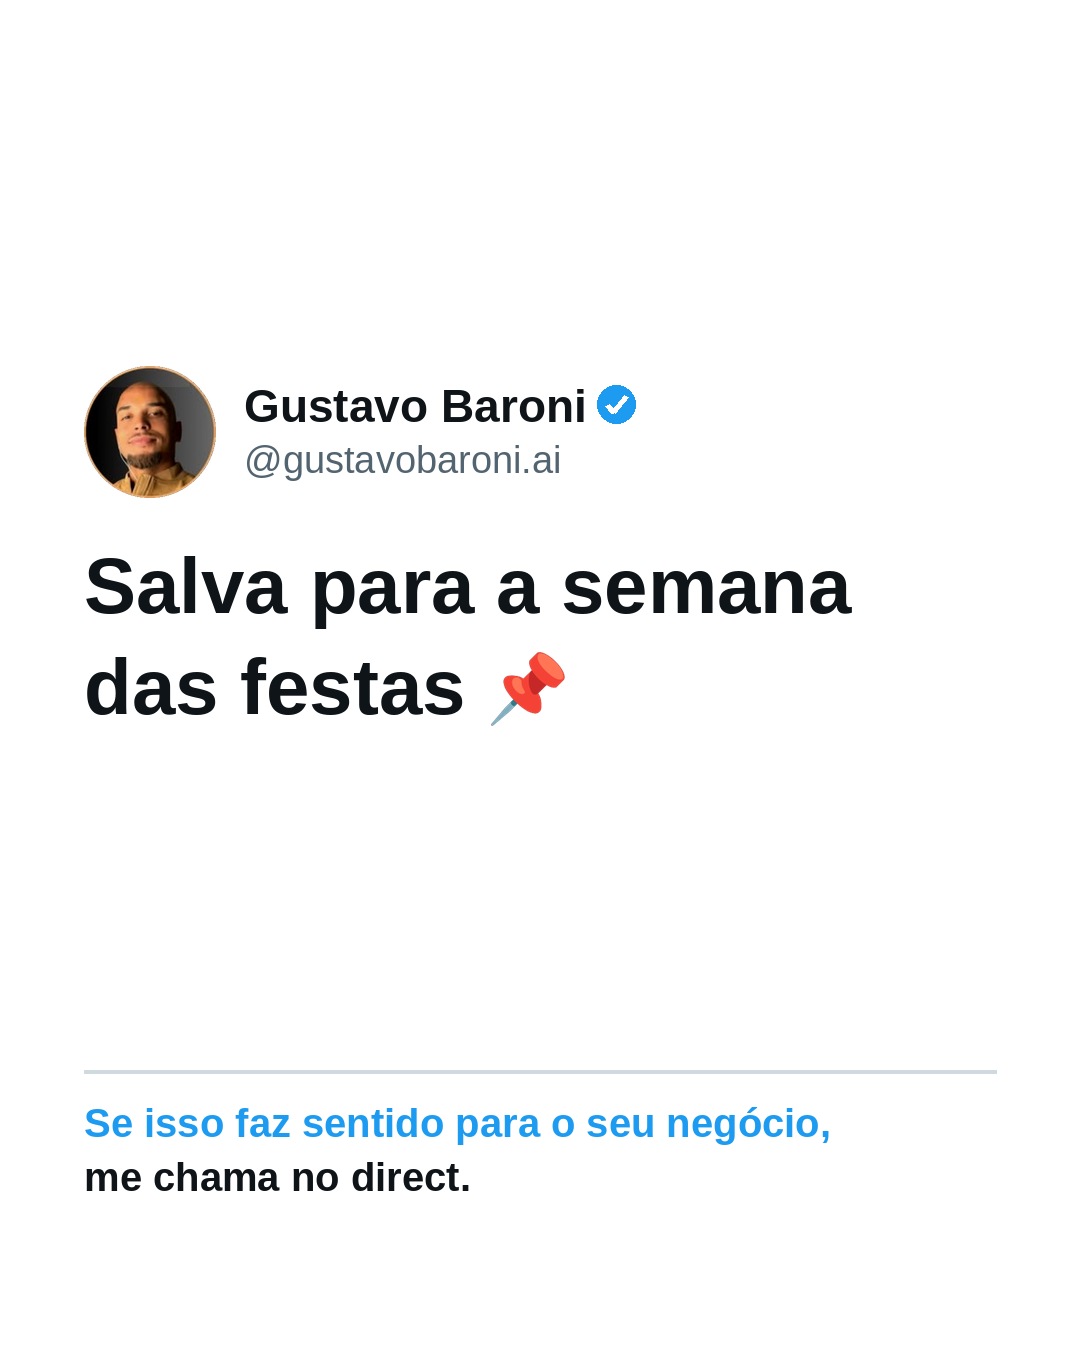 Gustavo Baroni
@gustavobaroni.ai
Salva para a semana
das festas 📌
Se isso faz sentido para o seu negócio,
me chama no direct.